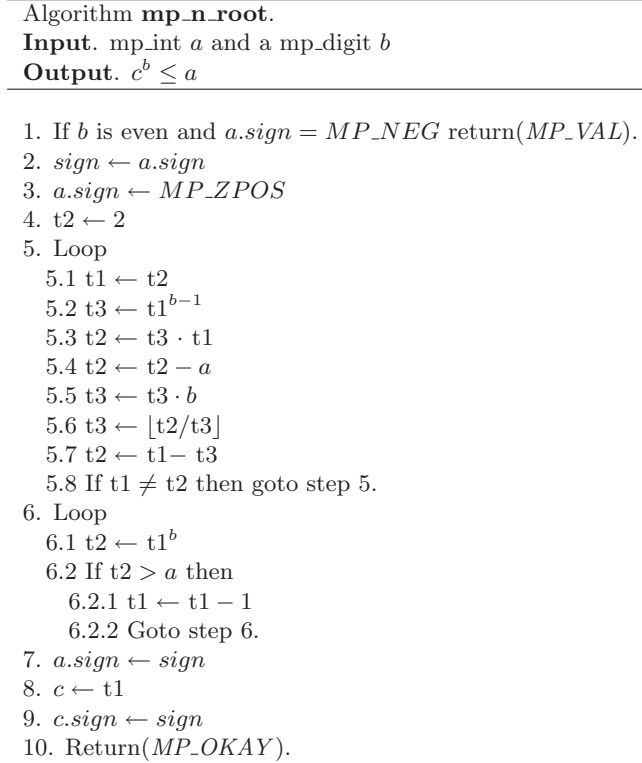 Algorithm mp_n_root.
Input. mp_int a and a mp_digit b
Output. c^b ≤ a
1. If b is even and a.sign = MP_NEG return(MP_VAL).
2. sign ← a.sign
3. a.sign ← MP_ZPOS
4. t2 ← 2
5. Loop
5.1 t1 ← t2
5.2 t3 ← t1^{b−1}
5.3 t2 ← t3 · t1
5.4 t2 ← t2 − a
5.5 t3 ← t3 · b
5.6 t3 ← ⌊t2/t3⌋
5.7 t2 ← t1− t3
5.8 If t1 ≠ t2 then goto step 5.
6. Loop
6.1 t2 ← t1^b
6.2 If t2 > a then
6.2.1 t1 ← t1 − 1
6.2.2 Goto step 6.
7. a.sign ← sign
8. c ← t1
9. c.sign ← sign
10. Return(MP_OKAY).